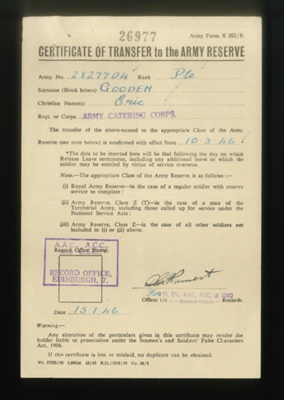 26977
Army Form X 202/B
CERTIFICATE OF TRANSFER to the ARMY RESERVE
Army No. 2827704 Rank Pte
Surname (Block letters) GOODEN
Christian Name(s) Eric
Regt. or Corps ARMY CATERING CORPS.
The transfer of the above-named to the appropriate Class of the Army
Reserve (see note below) is confirmed with effect from 10-3-46 *
*The date to be inserted here will be that following the day on which
Release Leave terminates, including any additional leave to which the
soldier may be entitled by virtue of service overseas.
Note.—The appropriate Class of the Army Reserve is as follows :—
(i) Royal Army Reserve—in the case of a regular soldier with reserve
service to complete :
(ii) Army Reserve, Class Z (T)—in the case of a man of the
Territorial Army, including those called up for service under the
National Service Acts :
(iii) Army Reserve, Class Z—in the case of all other soldiers not
included in (i) or (ii) above.
A.A.C., A.C.C.
Record Office Stamp.
RECORD OFFICE,
EDINBURGH, 7.
Officer i/c Record Office Records.
Date 15.1.46
Warning.—
Any alteration of the particulars given in this certificate may render the
holder liable to prosecution under the Seamen's and Soldiers' False Characters
Act, 1906.
If this certificate is lost or mislaid, no duplicate can be obtained.